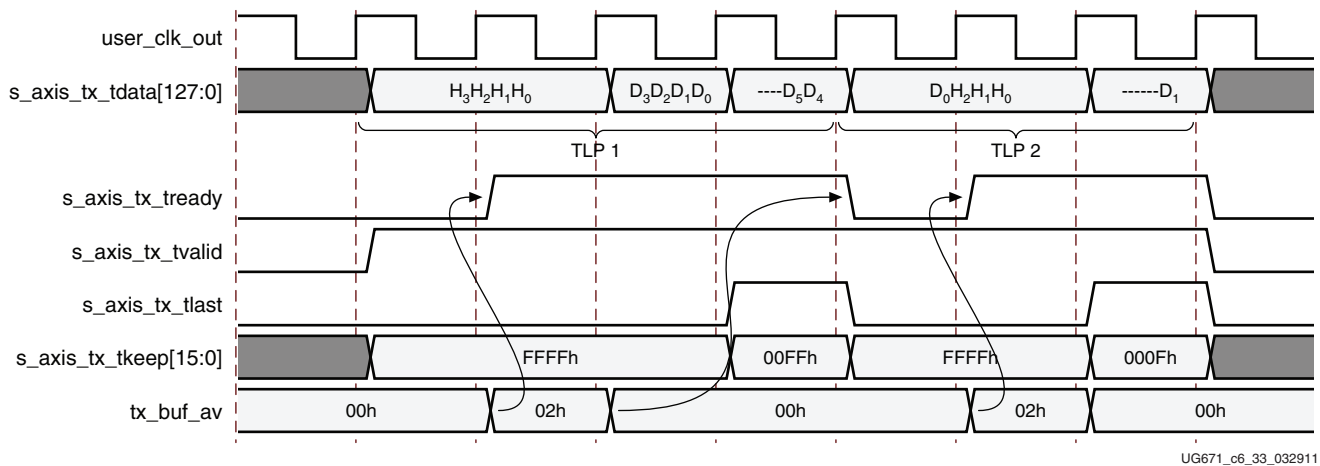 user_clk_out
s_axis_tx_tdata[127:0] H₃H₂H₁H₀ D₃D₂D₁D₀ ----D₅D₄ D₀H₂H₁H₀ ------D₁
TLP 1 TLP 2
s_axis_tx_tready
s_axis_tx_tvalid
s_axis_tx_tlast
s_axis_tx_tkeep[15:0] FFFFh 00FFh FFFFh 000Fh
tx_buf_av 00h 02h 00h 02h 00h
UG671_c6_33_032911